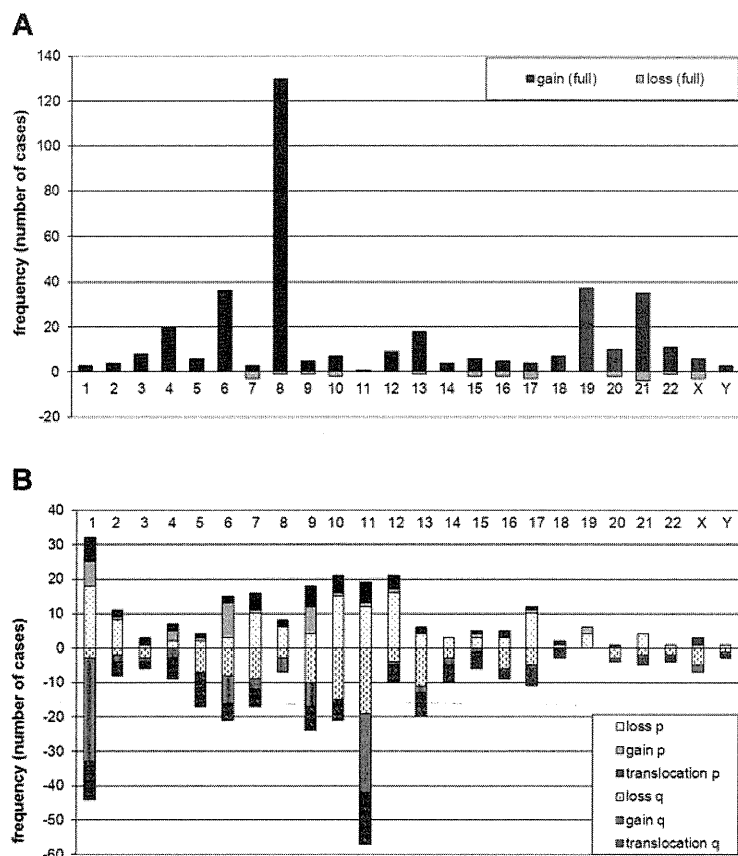 A
frequency (number of cases)
140
120
100
80
60
40
20
0
-20
gain (full) loss (full)
1 2 3 4 5 6 7 8 9 10 11 12 13 14 15 16 17 18 19 20 21 22 X Y
B
frequency (number of cases)
40
30
20
10
0
-10
-20
-30
-40
-50
-60
1 2 3 4 5 6 7 8 9 10 11 12 13 14 15 16 17 18 19 20 21 22 X Y
loss p
gain p
translocation p
loss q
gain q
translocation q